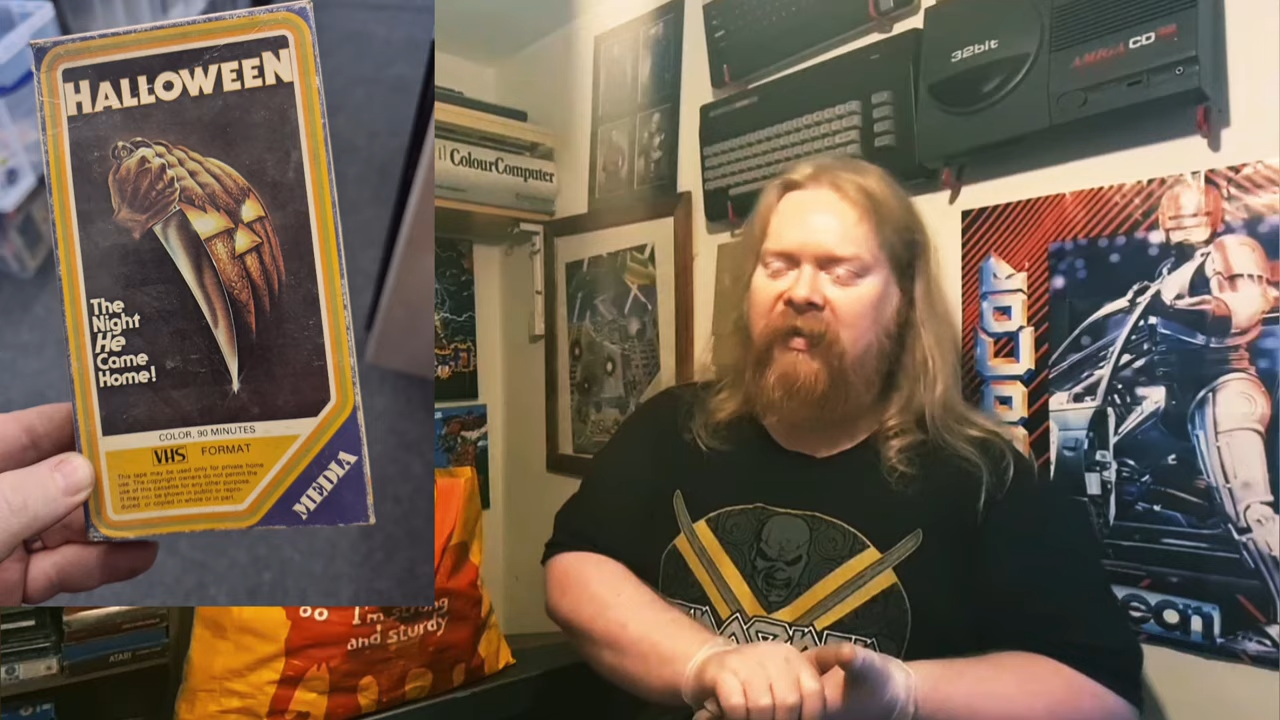 HALLOWEEN
The
Night
He
Came
Home!
COLOR, 90 MINUTES
VHS FORMAT
This tape may be used only for private home
use. The copyright owners do not permit the
use of this cassette for any other purpose.
It may not be shown in public or repro-
duced or copied in whole or in part.
MEDIA
ColourComputer
32bit
AMIGA CD32
I'm strong
and sturdy
ATARI
OCOP
ocean